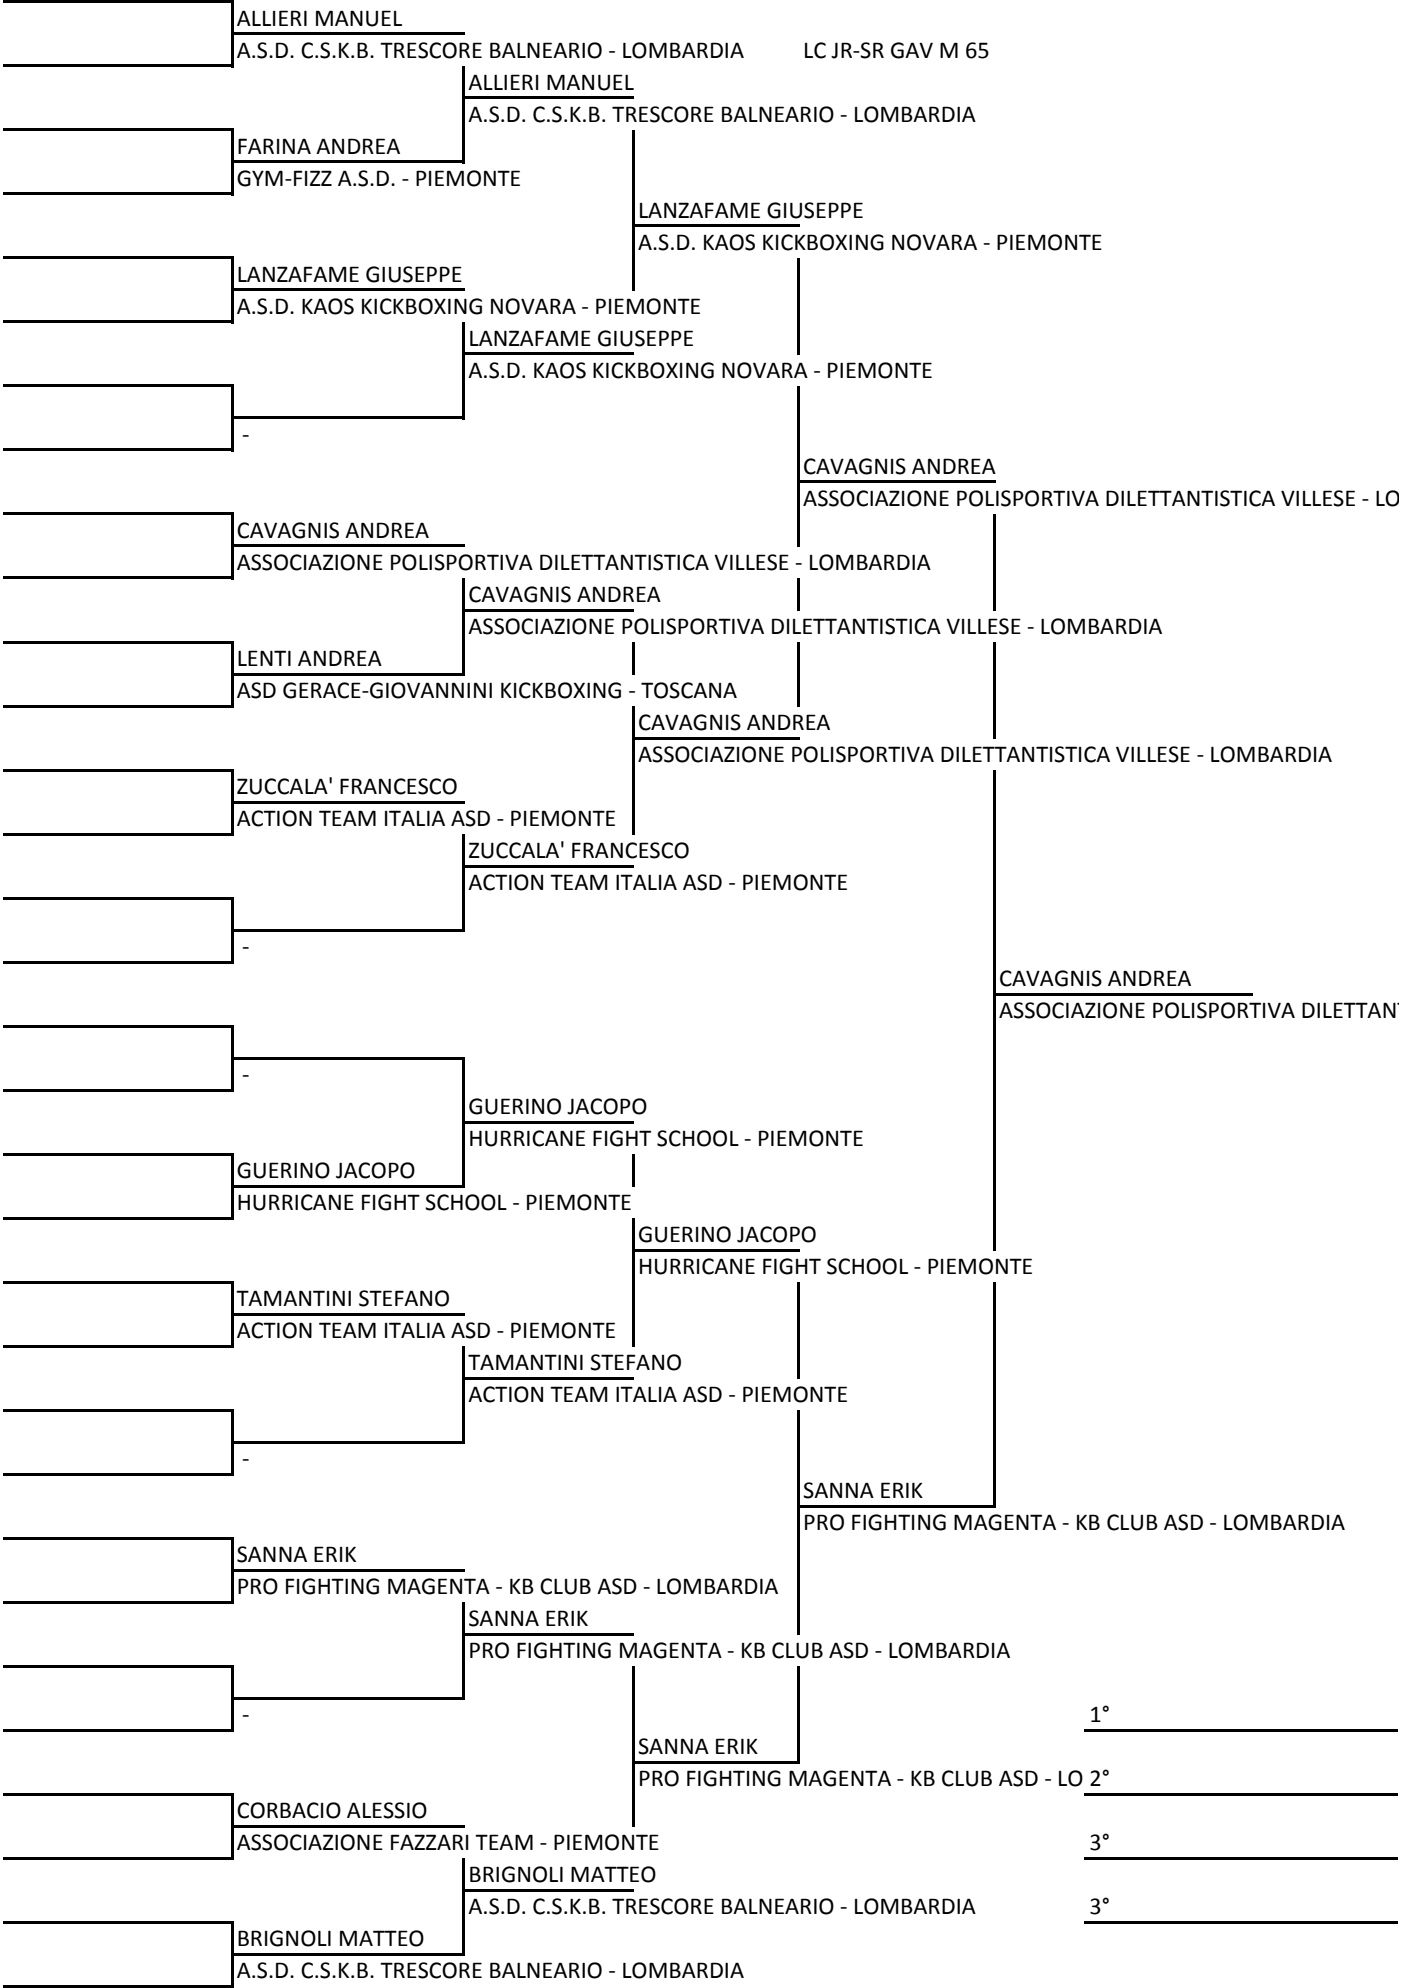 ALLIERI MANUEL
A.S.D. C.S.K.B. TRESCORE BALNEARIO - LOMBARDIA LC JR-SR GAV M 65
ALLIERI MANUEL
A.S.D. C.S.K.B. TRESCORE BALNEARIO - LOMBARDIA
FARINA ANDREA
GYM-FIZZ A.S.D. - PIEMONTE
LANZAFAME GIUSEPPE
A.S.D. KAOS KICKBOXING NOVARA - PIEMONTE
LANZAFAME GIUSEPPE
A.S.D. KAOS KICKBOXING NOVARA - PIEMONTE
LANZAFAME GIUSEPPE
A.S.D. KAOS KICKBOXING NOVARA - PIEMONTE
-
CAVAGNIS ANDREA
ASSOCIAZIONE POLISPORTIVA DILETTANTISTICA VILLESE - LO
CAVAGNIS ANDREA
ASSOCIAZIONE POLISPORTIVA DILETTANTISTICA VILLESE - LOMBARDIA
CAVAGNIS ANDREA
ASSOCIAZIONE POLISPORTIVA DILETTANTISTICA VILLESE - LOMBARDIA
LENTI ANDREA
ASD GERACE-GIOVANNINI KICKBOXING - TOSCANA
CAVAGNIS ANDREA
ASSOCIAZIONE POLISPORTIVA DILETTANTISTICA VILLESE - LOMBARDIA
ZUCCALA' FRANCESCO
ACTION TEAM ITALIA ASD - PIEMONTE
ZUCCALA' FRANCESCO
ACTION TEAM ITALIA ASD - PIEMONTE
-
CAVAGNIS ANDREA
ASSOCIAZIONE POLISPORTIVA DILETTAN
-
GUERINO JACOPO
HURRICANE FIGHT SCHOOL - PIEMONTE
GUERINO JACOPO
HURRICANE FIGHT SCHOOL - PIEMONTE
GUERINO JACOPO
HURRICANE FIGHT SCHOOL - PIEMONTE
TAMANTINI STEFANO
ACTION TEAM ITALIA ASD - PIEMONTE
TAMANTINI STEFANO
ACTION TEAM ITALIA ASD - PIEMONTE
-
SANNA ERIK
PRO FIGHTING MAGENTA - KB CLUB ASD - LOMBARDIA
SANNA ERIK
PRO FIGHTING MAGENTA - KB CLUB ASD - LOMBARDIA
SANNA ERIK
PRO FIGHTING MAGENTA - KB CLUB ASD - LOMBARDIA
- 1°
SANNA ERIK
PRO FIGHTING MAGENTA - KB CLUB ASD - LO 2°
CORBACIO ALESSIO
ASSOCIAZIONE FAZZARI TEAM - PIEMONTE 3°
BRIGNOLI MATTEO
A.S.D. C.S.K.B. TRESCORE BALNEARIO - LOMBARDIA 3°
BRIGNOLI MATTEO
A.S.D. C.S.K.B. TRESCORE BALNEARIO - LOMBARDIA